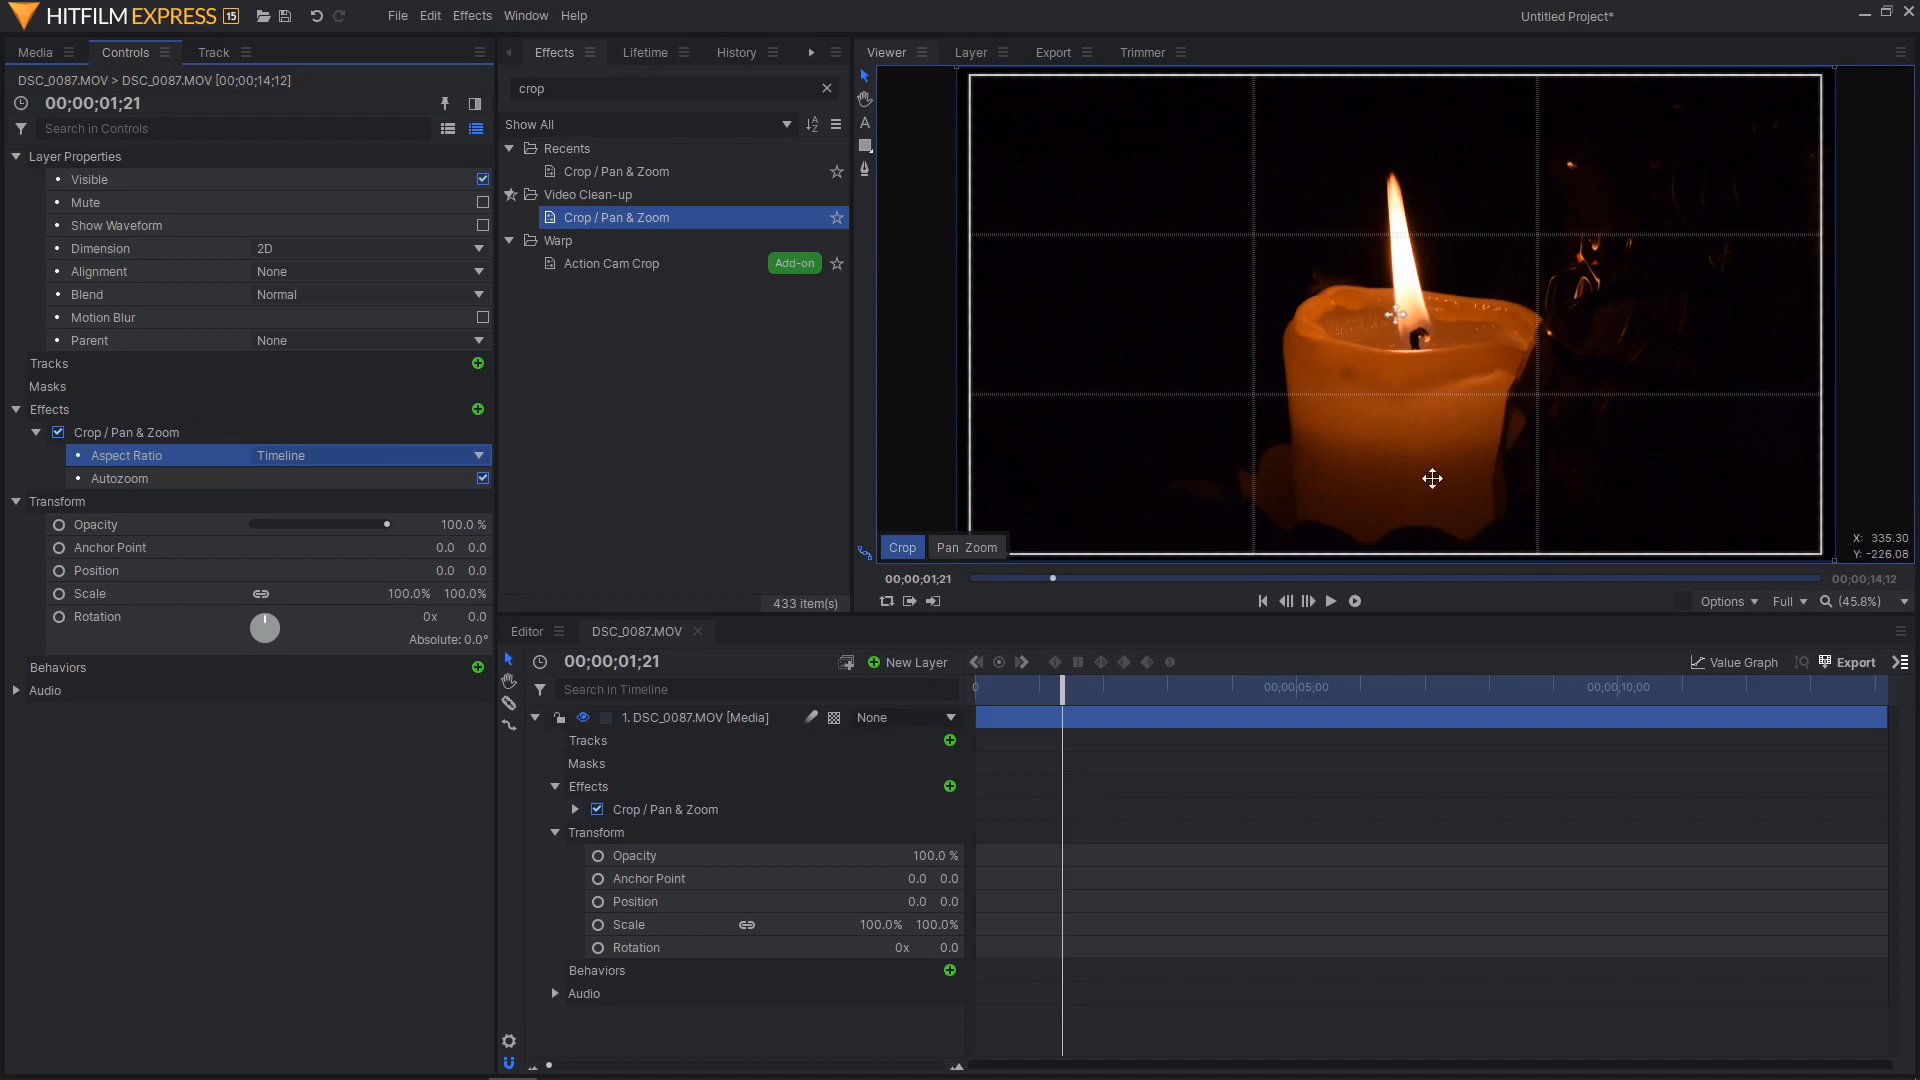 HITFILM EXPRESS 15
File Edit Effects Window Help
Untitled Project*
Media Controls Track
DSC_0087.MOV > DSC_0087.MOV [00;00;14;12]
00;00;01;21
Search in Controls
Layer Properties
Visible
Mute
Show Waveform
Dimension 2D
Alignment None
Blend Normal
Motion Blur
Parent None
Tracks
Masks
Effects
Crop / Pan & Zoom
Aspect Ratio Timeline
Autozoom
Transform
Opacity 100.0 %
Anchor Point 0.0 0.0
Position 0.0 0.0
Scale 100.0% 100.0%
Rotation 0x 0.0
Absolute: 0.0°
Behaviors
Audio
Effects Lifetime History
crop
Show All
Recents
Crop / Pan & Zoom
Video Clean-up
Crop / Pan & Zoom
Warp
Action Cam Crop Add-on
433 item(s)
Viewer Layer Export Trimmer
A
Crop Pan Zoom
X: 335.30
Y: -226.08
00;00;01;21
00;00;14;12
Options Full (45.8%)
Editor DSC_0087.MOV
00;00;01;21 New Layer Value Graph Export
Search in Timeline
0 00;00;05;00 00;00;10;00
1. DSC_0087.MOV [Media] None
Tracks
Masks
Effects
Crop / Pan & Zoom
Transform
Opacity 100.0 %
Anchor Point 0.0 0.0
Position 0.0 0.0
Scale 100.0% 100.0%
Rotation 0x 0.0
Behaviors
Audio